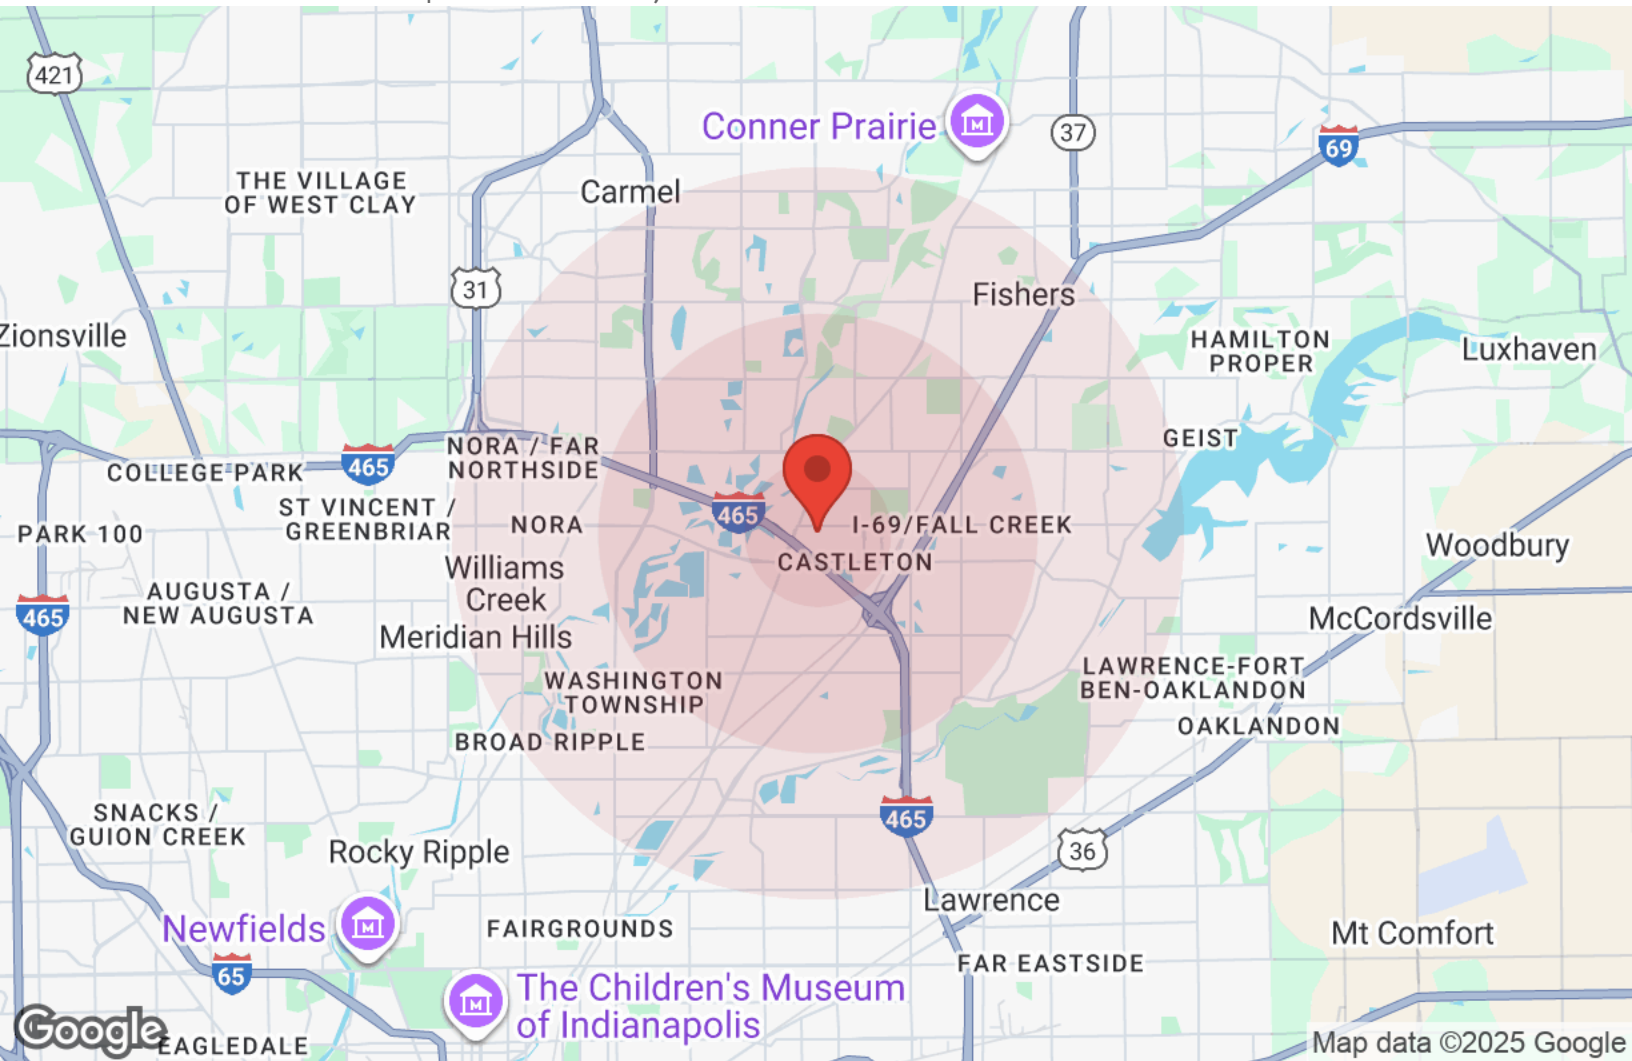 421
Conner Prairie
37
69
THE VILLAGE
OF WEST CLAY
Carmel
31
Fishers
Zionsville
HAMILTON
PROPER
Luxhaven
GEIST
NORA / FAR
NORTHSIDE
COLLEGE PARK
465
ST VINCENT /
GREENBRIAR
NORA
465
I-69/FALL CREEK
PARK 100
CASTLETON
Woodbury
Williams
Creek
AUGUSTA /
NEW AUGUSTA
465
McCordsville
Meridian Hills
WASHINGTON
TOWNSHIP
LAWRENCE-FORT
BEN-OAKLANDON
OAKLANDON
BROAD RIPPLE
SNACKS /
GUION CREEK
465
Rocky Ripple
36
Lawrence
Newfields
FAIRGROUNDS
Mt Comfort
FAR EASTSIDE
65
The Children's Museum
of Indianapolis
Google
EAGLEDALE
Map data ©2025 Google